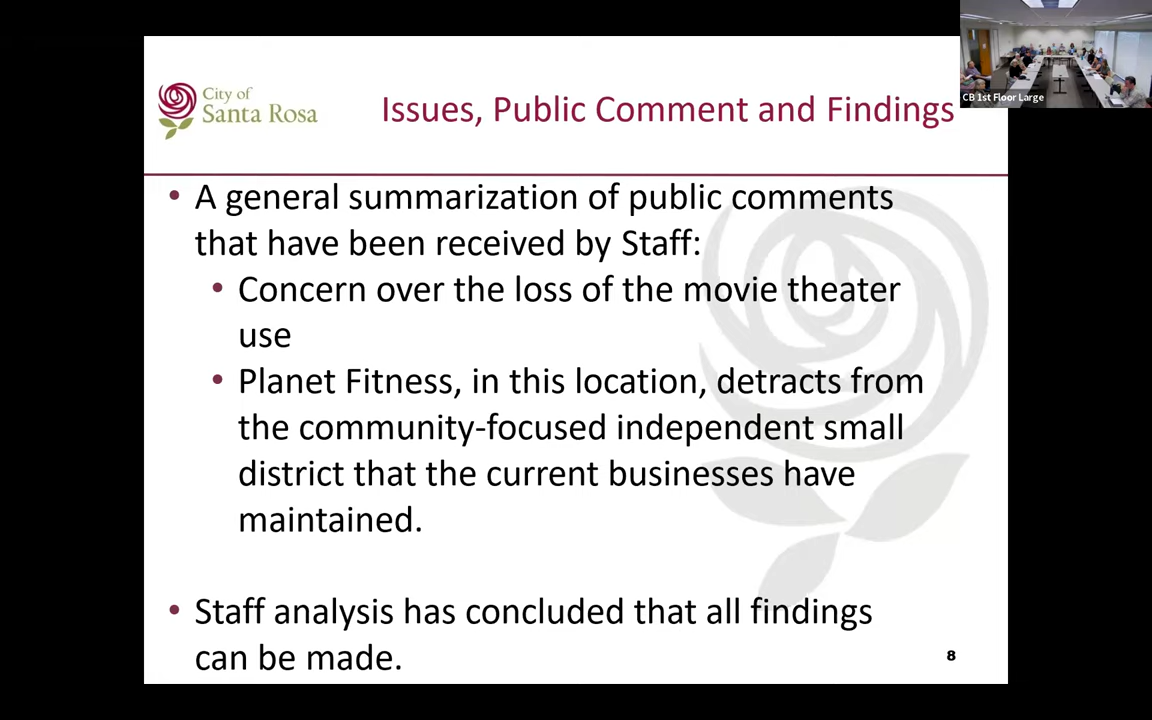 City of
Santa Rosa
Issues, Public Comment and Findings
CB 1st Floor Large
• A general summarization of public comments
that have been received by Staff:
• Concern over the loss of the movie theater
use
• Planet Fitness, in this location, detracts from
the community-focused independent small
district that the current businesses have
maintained.
• Staff analysis has concluded that all findings
can be made.
8